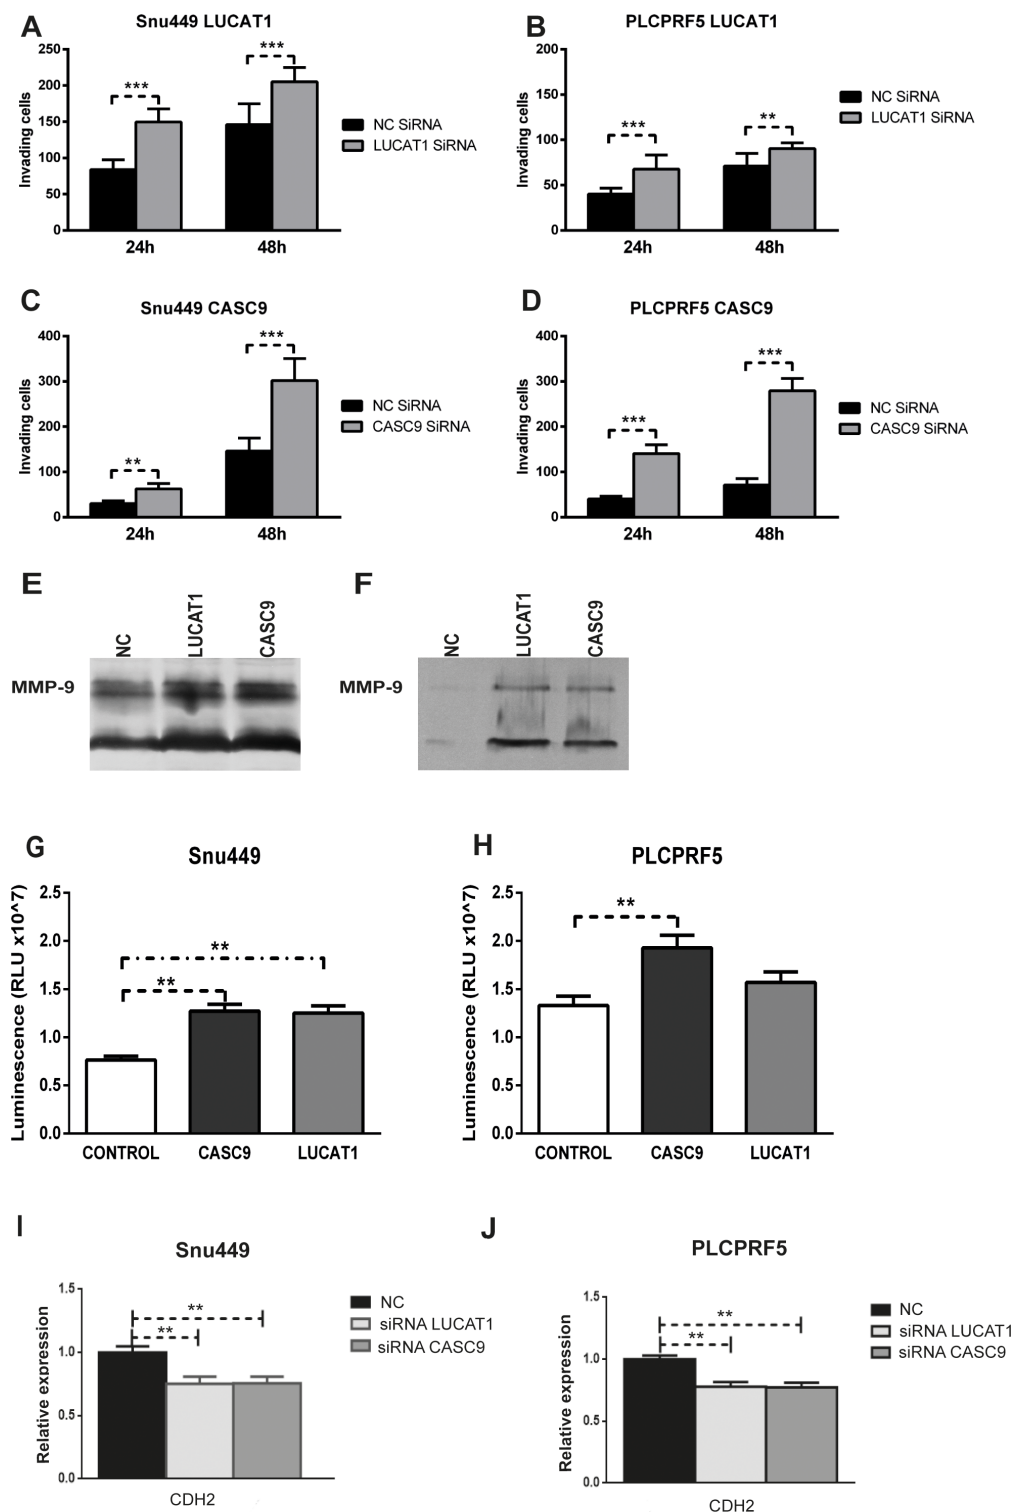 A
Snu449 LUCAT1
Invading cells
250
200
150
100
50
0
***
***
24h
48h
NC SiRNA
LUCAT1 SiRNA
B
PLCPRF5 LUCAT1
Invading cells
200
150
100
50
0
***
**
24h
48h
NC SiRNA
LUCAT1 SiRNA
C
Snu449 CASC9
Invading cells
400
300
200
100
0
**
***
24h
48h
NC SiRNA
CASC9 SiRNA
D
PLCPRF5 CASC9
Invading cells
400
300
200
100
0
***
***
24h
48h
NC SiRNA
CASC9 SiRNA
E
NC
LUCAT1
CASC9
MMP-9
F
NC
LUCAT1
CASC9
MMP-9
G
Snu449
Luminescence (RLU x10^7)
2.5
2.0
1.5
1.0
0.5
0.0
**
**
CONTROL
CASC9
LUCAT1
H
PLCPRF5
Luminescence (RLU x10^7)
2.5
2.0
1.5
1.0
0.5
0.0
**
CONTROL
CASC9
LUCAT1
I
Snu449
Relative expression
1.5
1.0
0.5
0.0
**
**
CDH2
NC
siRNA LUCAT1
siRNA CASC9
J
PLCPRF5
Relative expression
1.5
1.0
0.5
0.0
**
**
CDH2
NC
siRNA LUCAT1
siRNA CASC9